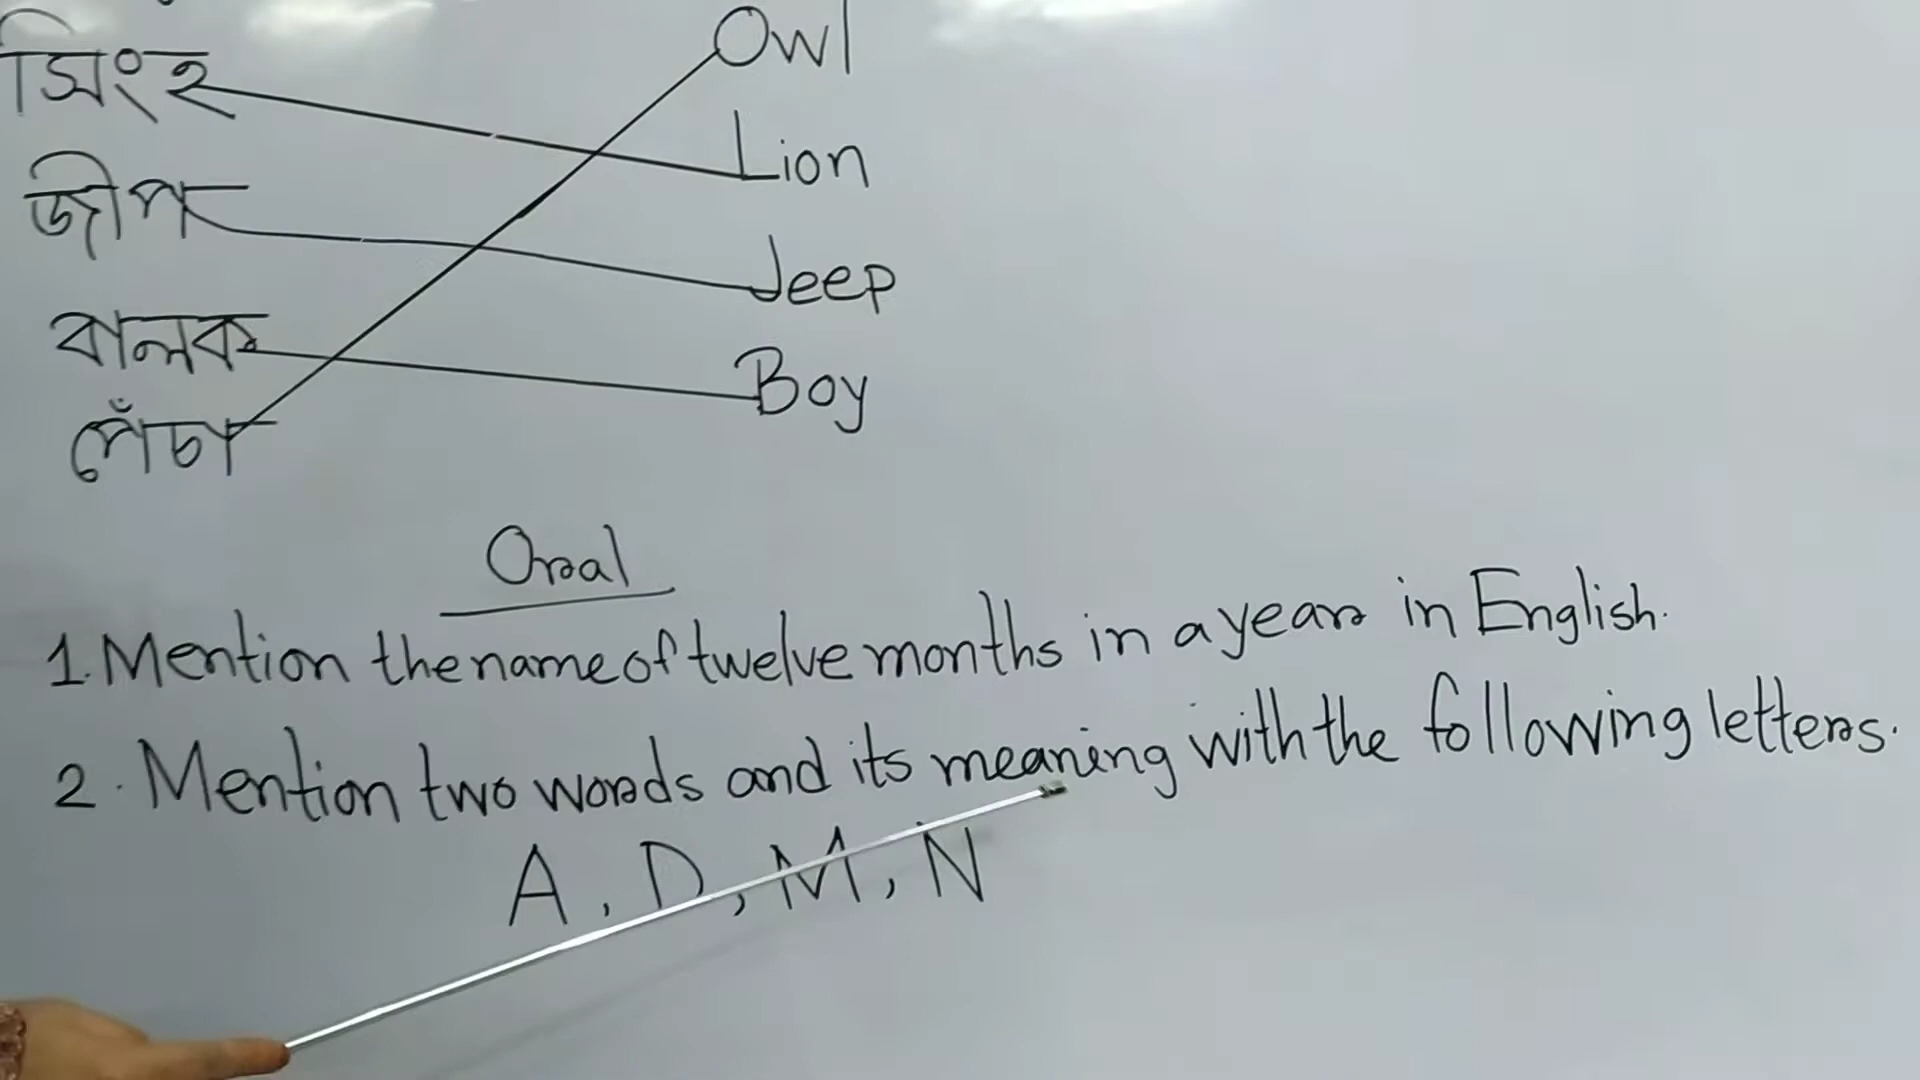 সিংহ Owl
জীপ Lion
বালক Jeep
পেঁচা Boy
Oral
1. Mention the name of twelve months in a year in English.
2. Mention two words and its meaning with the following letters.
A, D, M, N